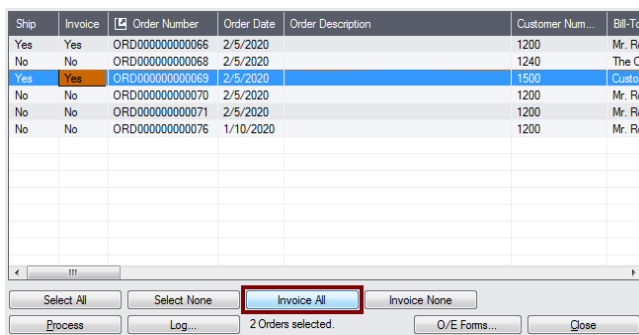 Ship Invoice Order Number Order Date Order Description Customer Num... Bill-To
Yes Yes ORD000000000066 2/5/2020 1200 Mr. R
No No ORD000000000068 2/5/2020 1240 The C
Yes Yes ORD000000000069 2/5/2020 1500 Custo
No No ORD000000000070 2/5/2020 1200 Mr. R
No No ORD000000000071 2/5/2020 1200 Mr. R
No No ORD000000000076 1/10/2020 1200 Mr. R
Select All Select None Invoice All Invoice None
Process Log... 2 Orders selected. O/E Forms... Close